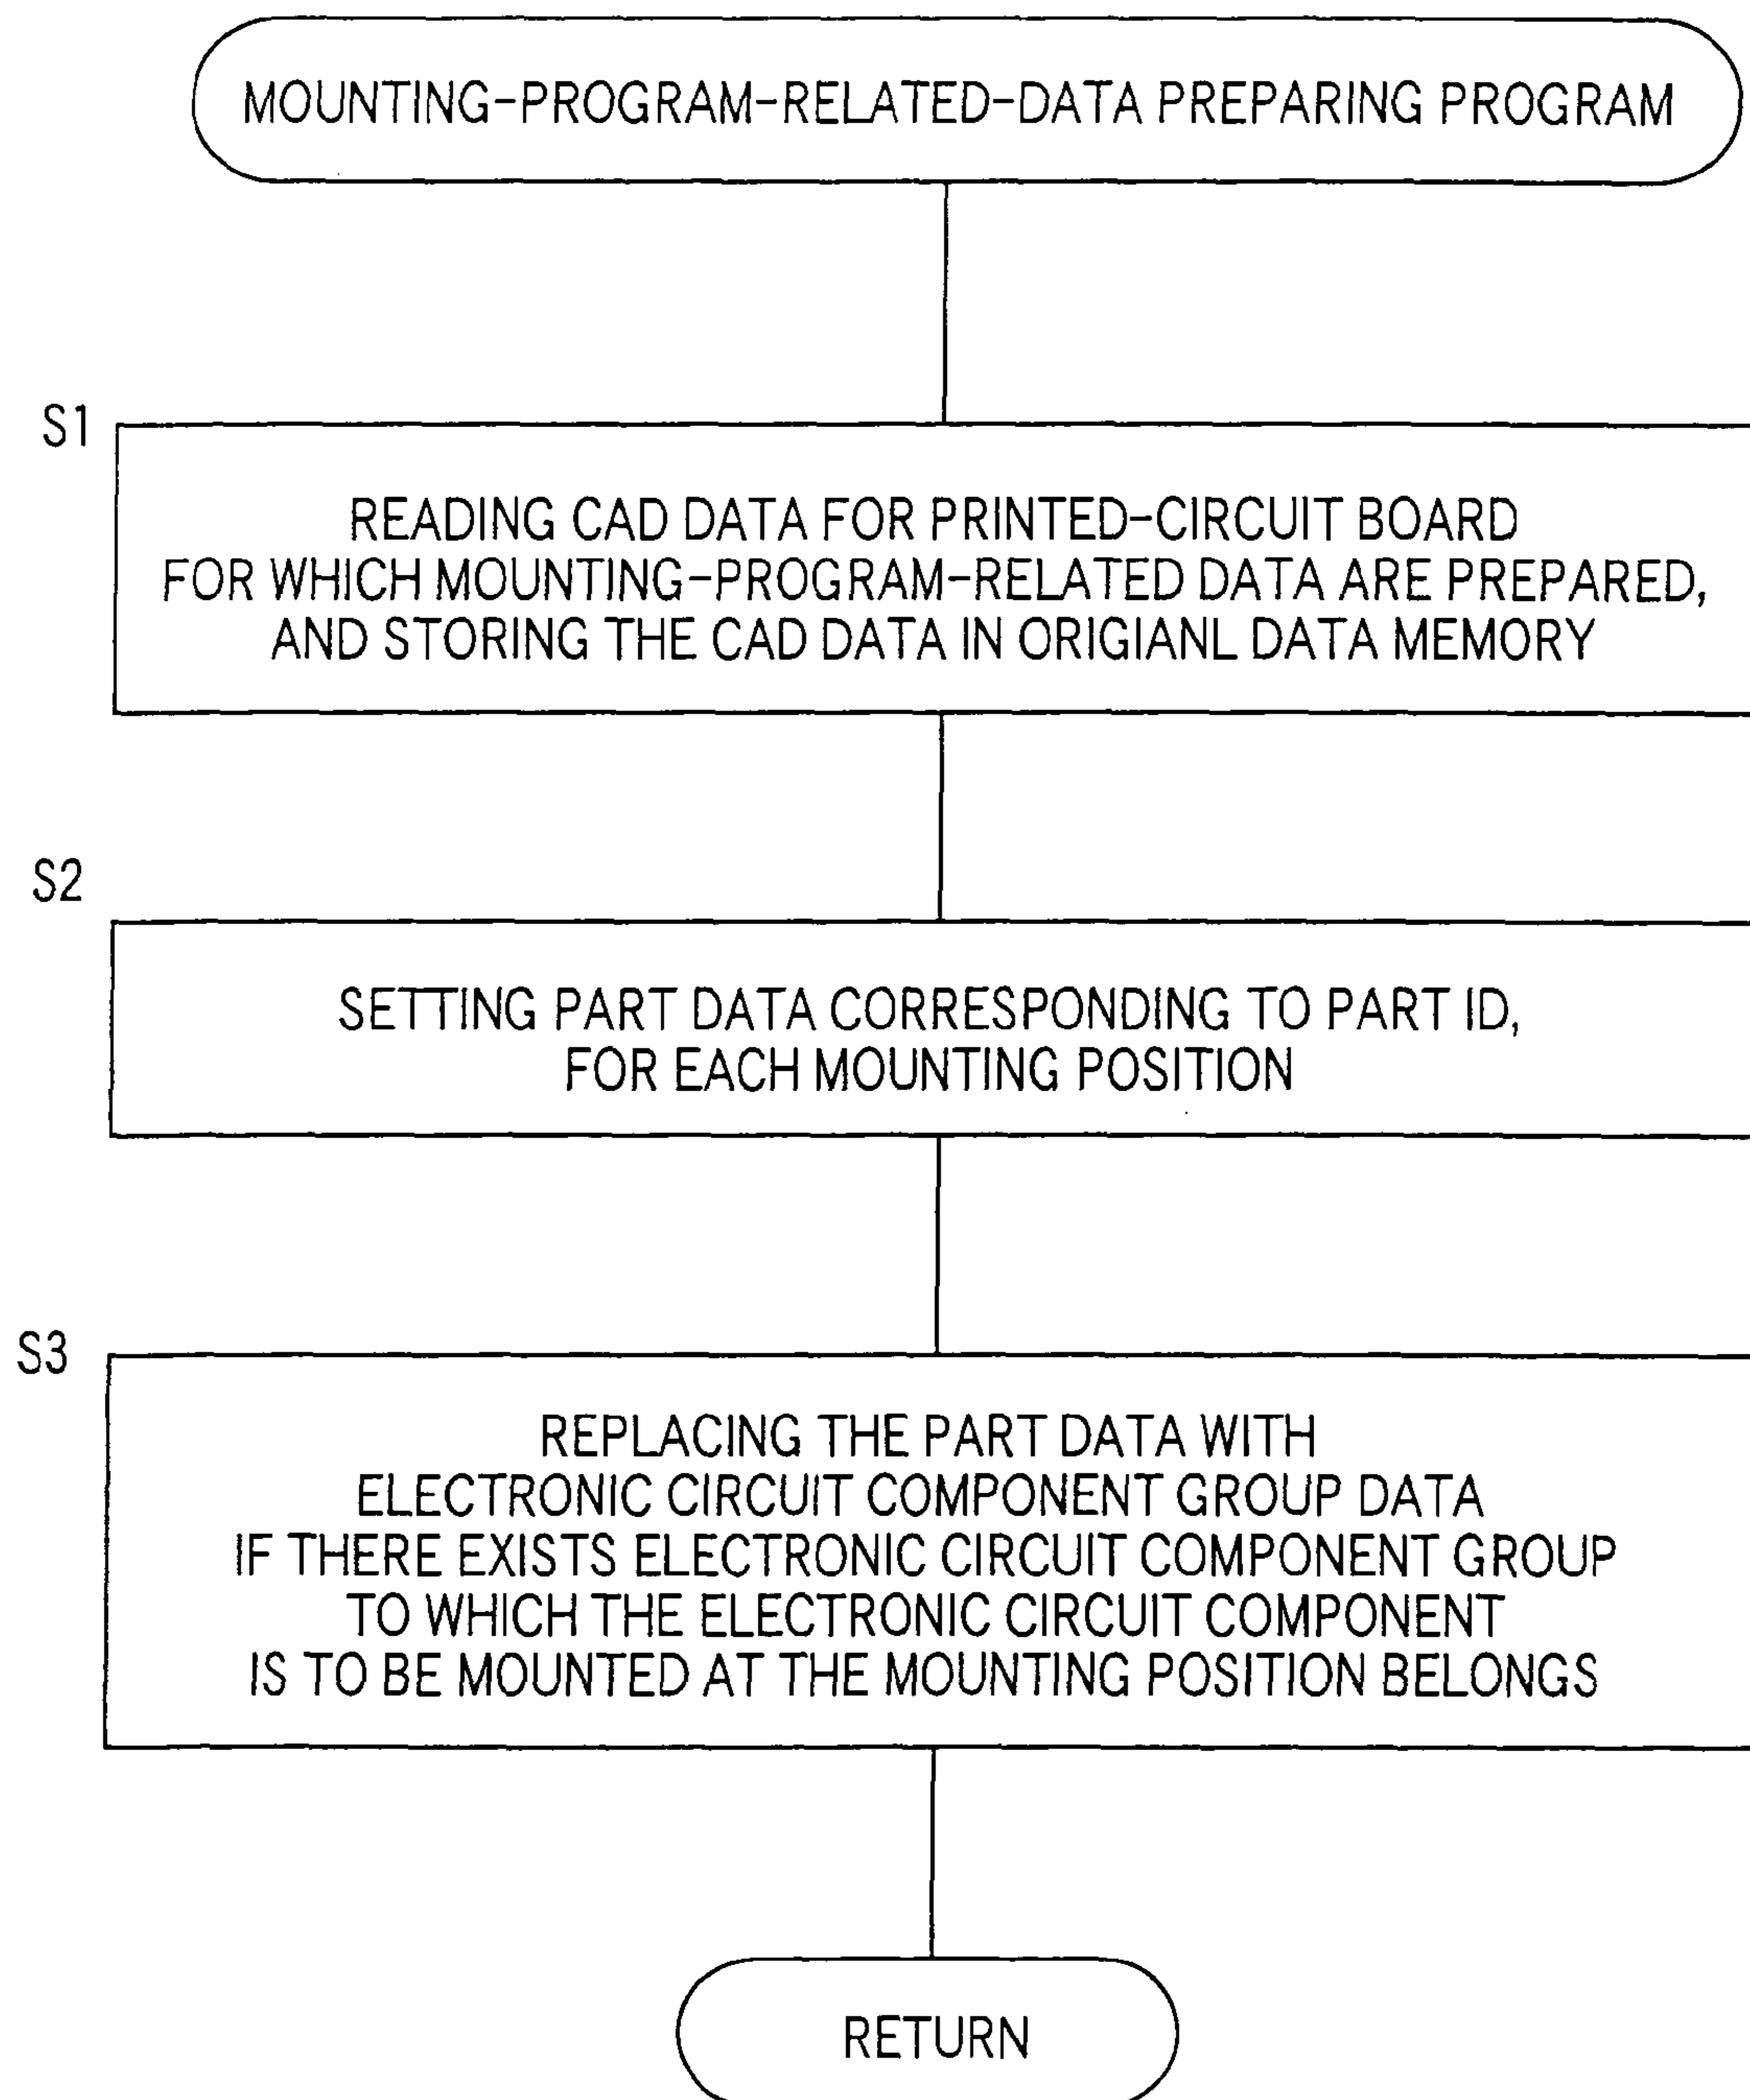 MOUNTING-PROGRAM-RELATED-DATA PREPARING PROGRAM
S1
READING CAD DATA FOR PRINTED-CIRCUIT BOARD
FOR WHICH MOUNTING-PROGRAM-RELATED DATA ARE PREPARED,
AND STORING THE CAD DATA IN ORIGIANL DATA MEMORY
S2
SETTING PART DATA CORRESPONDING TO PART ID,
FOR EACH MOUNTING POSITION
S3
REPLACING THE PART DATA WITH
ELECTRONIC CIRCUIT COMPONENT GROUP DATA
IF THERE EXISTS ELECTRONIC CIRCUIT COMPONENT GROUP
TO WHICH THE ELECTRONIC CIRCUIT COMPONENT
IS TO BE MOUNTED AT THE MOUNTING POSITION BELONGS
RETURN